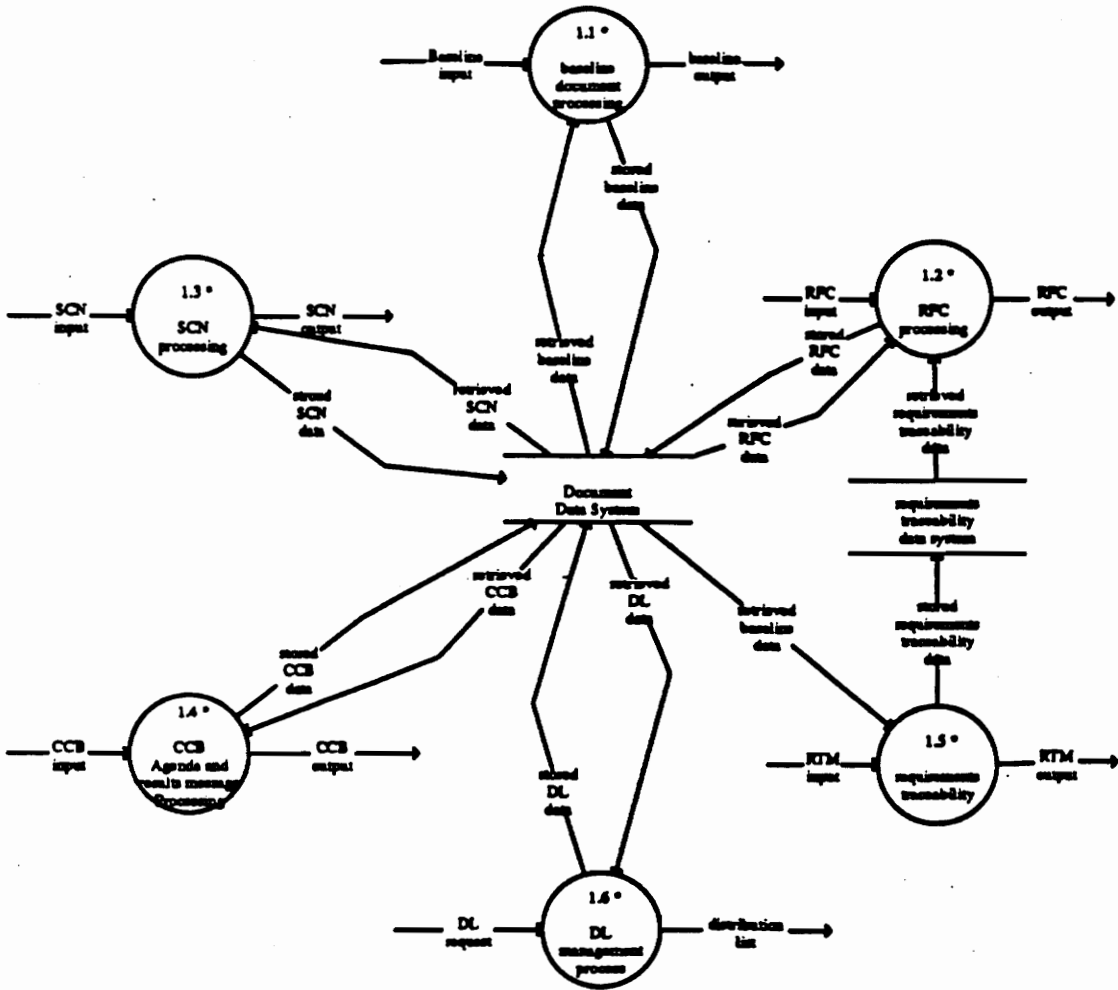 1.1 *
baseline
document
processing
Baseline
input
baseline
output
stored
baseline
data
retrieved
baseline
data
1.3 *
SCN
processing
SCN
input
SCN
output
retrieved
SCN
data
strored
SCN
data
1.2 *
RFC
processing
RFC
input
RFC
output
stored
RFC
data
retrieved
RFC
data
retrieved
requirements
traceability
data
Document
Data System
requirements
traceability
data system
stored
requirements
traceability
data
retrieved
CCB
data
stored
CCB
data
retrieved
DL
data
retrieved
baseline
data
1.4 *
CCB
Agenda and
results message
Processing
CCB
input
CCB
output
stored
DL
data
1.5 *
requirements
traceability
RTM
input
RTM
output
1.6 *
DL
management
process
DL
request
distribution
list